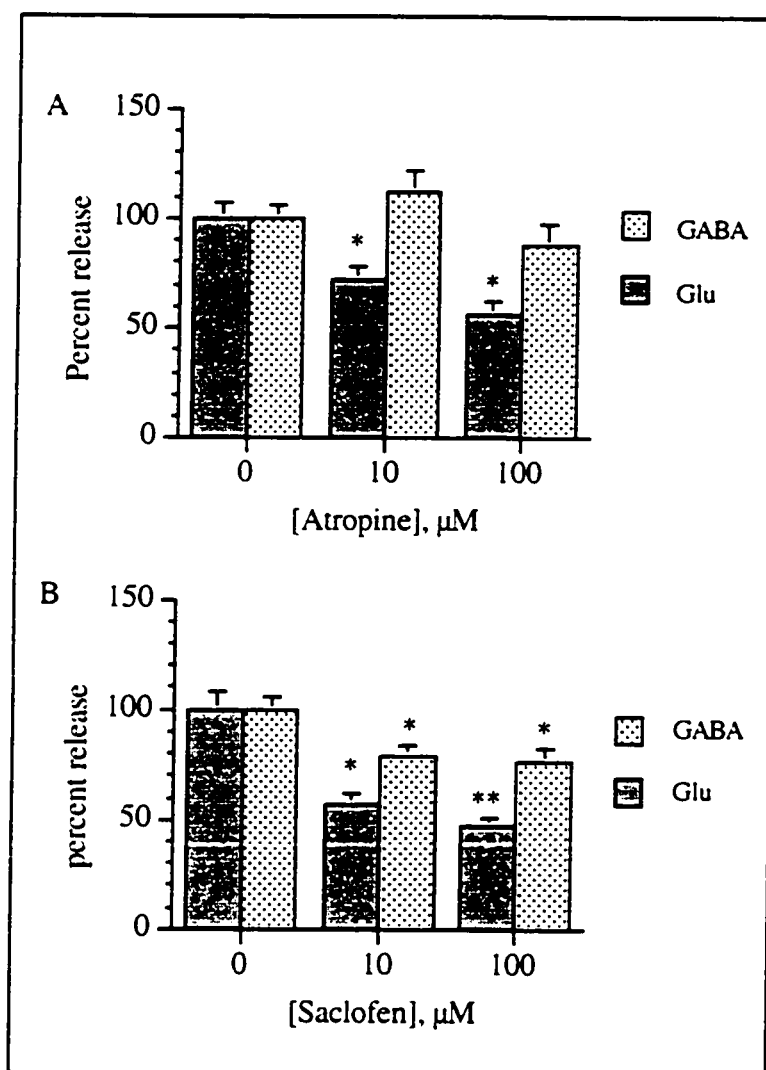 A
150
100
50
0
Percent release
*
*
GABA
Glu
0
10
100
[Atropine], μM
B
150
100
50
0
percent release
*
*
**
*
GABA
Glu
0
10
100
[Saclofen], μM